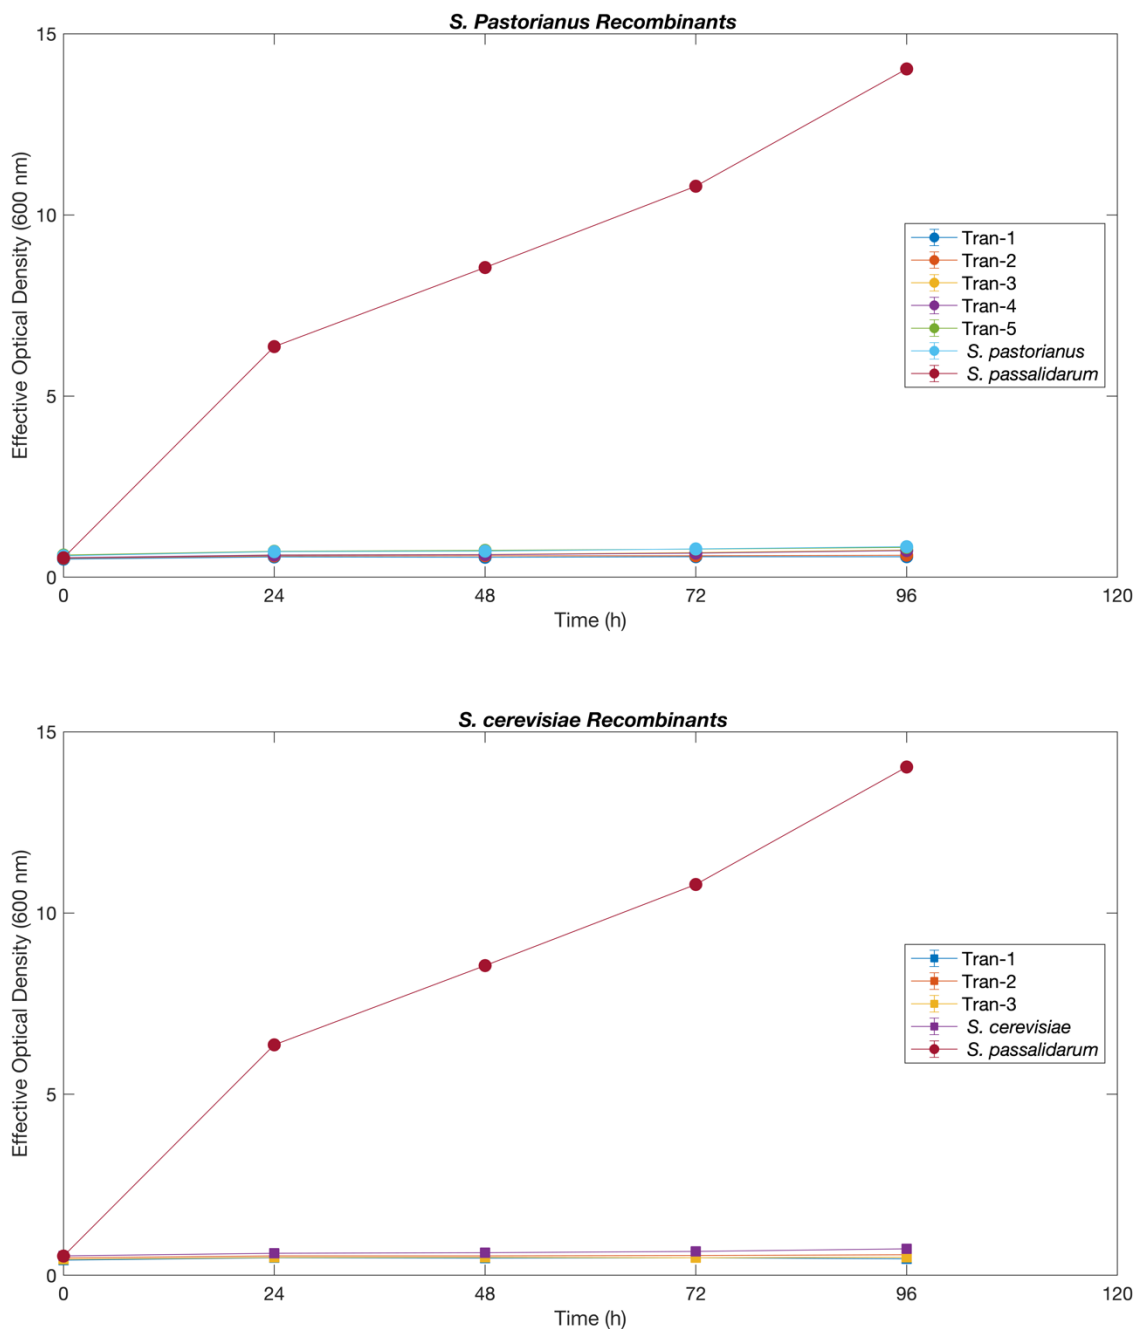 S. Pastorianus Recombinants
15
10
5
0
Effective Optical Density (600 nm)
0 24 48 72 96 120
Time (h)
Tran-1
Tran-2
Tran-3
Tran-4
Tran-5
S. pastorianus
S. passalidarum
S. cerevisiae Recombinants
15
10
5
0
Effective Optical Density (600 nm)
0 24 48 72 96 120
Time (h)
Tran-1
Tran-2
Tran-3
S. cerevisiae
S. passalidarum